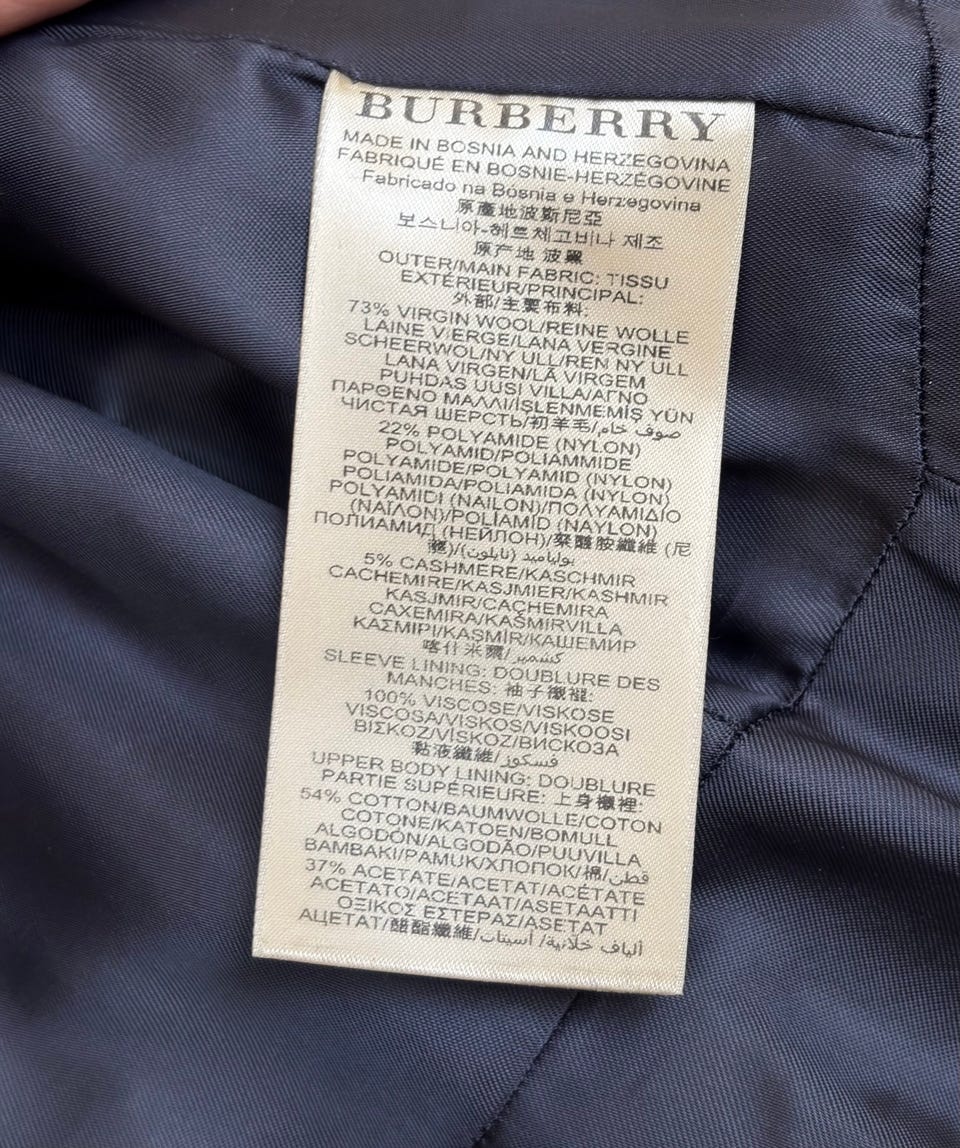 BURBERRY
MADE IN BOSNIA AND HERZEGOVINA
FABRIQUÉ EN BOSNIE-HERZÉGOVINE
Fabricado na Bósnia e Herzegovina
原產地波斯尼亞
보스니아-헤르체고비나 제조
原产地 波黑
OUTER/MAIN FABRIC: TISSU
EXTÉRIEUR/PRINCIPAL:
外部/主要布料:
73% VIRGIN WOOL/REINE WOLLE
LAINE VIERGE/LANA VERGINE
SCHEERWOL/NY ULL/REN NY ULL
LANA VIRGEN/LÃ VIRGEM
PUHDAS UUSI VILLA/ΑΓΝΟ
ΠΑΡΘΕΝΟ ΜΑΛΛΙ/İŞLENMEMİŞ YÜN
ЧИСТАЯ ШЕРСТЬ/初羊毛/صوف خام
22% POLYAMIDE (NYLON)
POLYAMID/POLIAMMIDE
POLYAMIDE/POLYAMID (NYLON)
POLIAMIDA/POLIAMIDA (NYLON)
POLYAMIDI (NAILON)/ΠΟΛΥΑΜΙΔΙΟ
(ΝΑΪΛΟΝ)/POLİAMİD (NAYLON)
ПОЛИАМИД (НЕЙЛОН)/聚醯胺纖維 (尼
龍)/بولياميد (نايلون)
5% CASHMERE/KASCHMIR
CACHEMIRE/KASJMIER/KASHMIR
KASJMIR/CACHEMIRA
CAXEMIRA/KAŠMIRVILLA
ΚΑΣΜΙΡΙ/KAŞMİR/КАШЕМИР
喀什米爾/كشمير
SLEEVE LINING: DOUBLURE DES
MANCHES: 袖子襯裡:
100% VISCOSE/VISKOSE
VISCOSA/VISKOS/VISKOOSI
ΒΙΣΚΟΖ/VİSKOZ/ВИСКОЗА
黏液纖維/فسكوز
UPPER BODY LINING: DOUBLURE
PARTIE SUPÉRIEURE: 上身襯裡:
54% COTTON/BAUMWOLLE/COTON
COTONE/KATOEN/BOMULL
ALGODÓN/ALGODÃO/PUUVILLA
ΒΑΜΒΑΚΙ/PAMUK/ХЛОПОК/棉/قطن
37% ACETATE/ACETAT/ACÉTATE
ACETATO/ACETAAT/ASETAATTI
ΟΞΙΚΟΣ ΕΣΤΕΡΑΣ/ASETAT
АЦЕТАТ/醋酯纖維/ألياف خلانية/ أسيتات